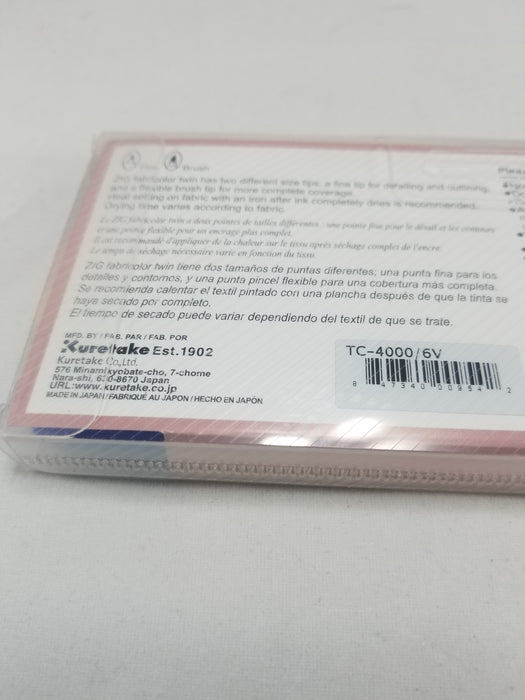 Brush
ZIG fabricolor twin has two different size tips; a fine tip for detailing and outlining,
and a flexible brush tip for more complete coverage.
Heat setting on fabric with an iron after ink completely dries is recommended.
Drying time varies according to fabric.
Le ZIG fabricolor twin a deux pointes de tailles différentes : une pointe fine pour le détail et les contours
et une pointe flexible pour un encrage plus complet.
Il est recommandé d'appliquer de la chaleur sur le tissu après séchage complet de l'encre.
Le temps de séchage nécessaire varie en fonction du tissu.
ZIG fabricolor twin tiene dos tamaños de puntas diferentes; una punta fina para los
detalles y contornos, y una punta pincel flexible para una cobertura más completa.
Se recomienda calentar el textil pintado con una plancha después de que la tinta se
haya secado por completo.
El tiempo de secado puede variar dependiendo del textil de que se trate.
MFD. BY / FAB. PAR / FAB. POR
Kuretake Est.1902
Kuretake Co.,Ltd.
576 Minamikyobate-cho, 7-chome
Nara-shi, 630-8670 Japan
URL:www.kuretake.co.jp
MADE IN JAPAN / FABRIQUÉ AU JAPON / HECHO EN JAPÓN
TC-4000/6V
8 47340 00954 2